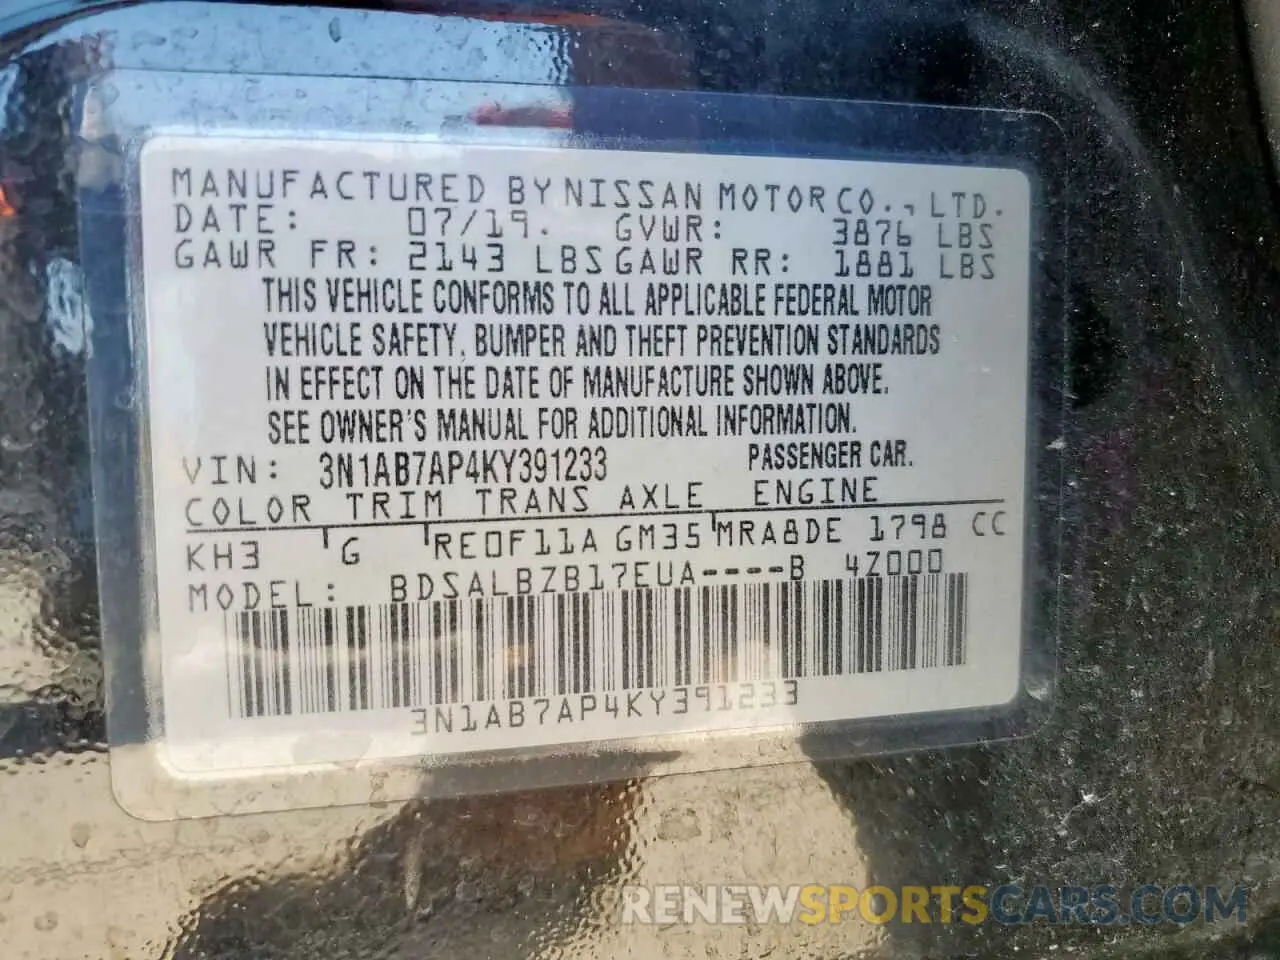 MANUFACTURED BY NISSAN MOTOR CO., LTD.
DATE: 07/19. GVWR: 3876 LBS
GAWR FR: 2143 LBS GAWR RR: 1881 LBS
THIS VEHICLE CONFORMS TO ALL APPLICABLE FEDERAL MOTOR
VEHICLE SAFETY, BUMPER AND THEFT PREVENTION STANDARDS
IN EFFECT ON THE DATE OF MANUFACTURE SHOWN ABOVE.
SEE OWNER'S MANUAL FOR ADDITIONAL INFORMATION.
VIN: 3N1AB7AP4KY391233 PASSENGER CAR.
COLOR TRIM TRANS AXLE ENGINE
KH3 G RE0F11A GM35 MRA8DE 1798 CC
MODEL: BDSALBZB17EUA----B 4Z000
3N1AB7AP4KY391233
RENEWSPORTSCARS.COM